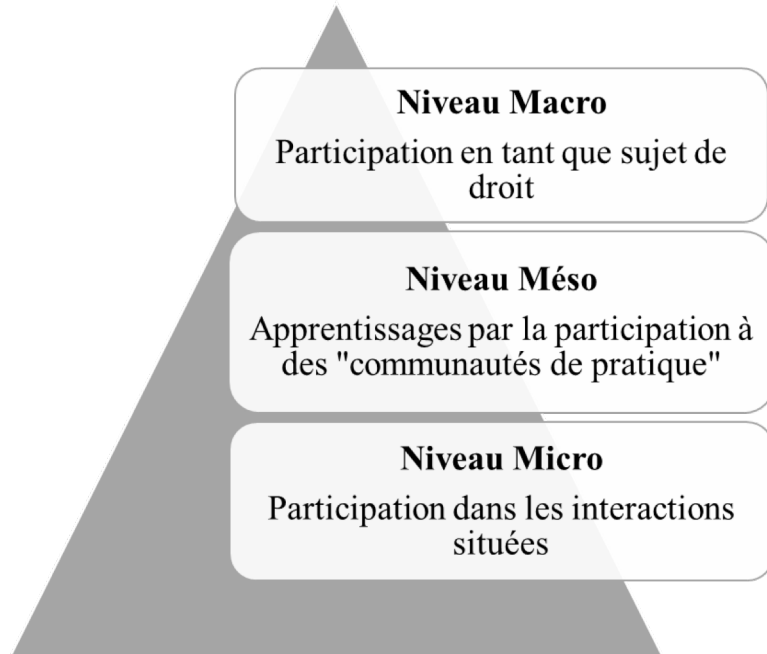 Niveau Macro
Participation en tant que sujet de
droit
Niveau Méso
Apprentissages par la participation à
des "communautés de pratique"
Niveau Micro
Participation dans les interactions
situées